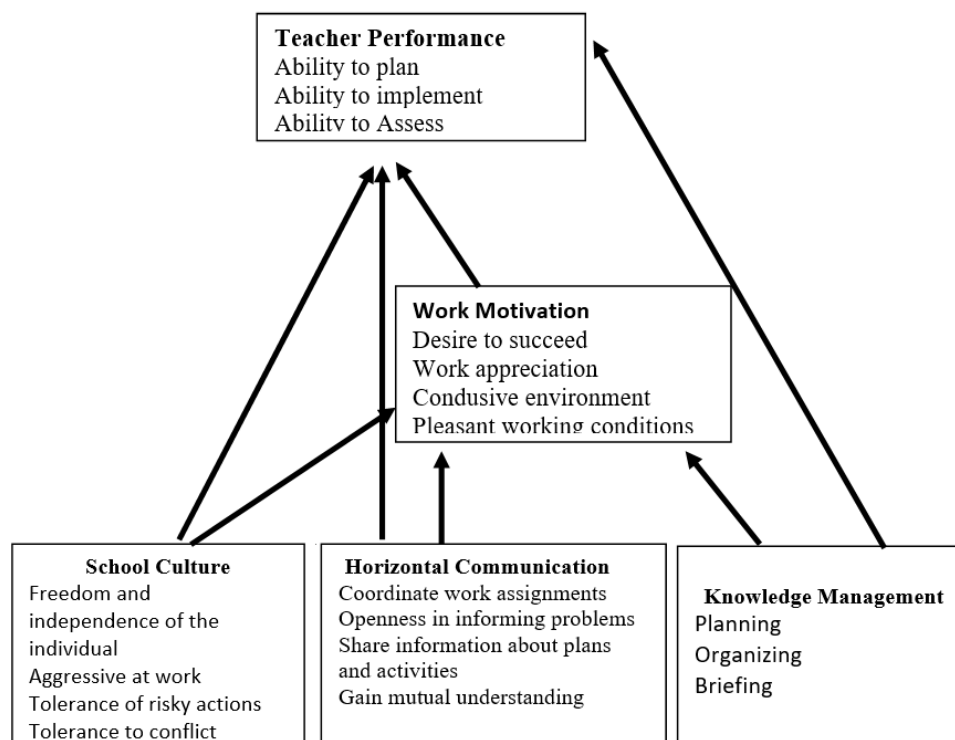 Teacher Performance
Ability to plan
Ability to implement
Ability to Assess
Work Motivation
Desire to succeed
Work appreciation
Condusive environment
Pleasant working conditions
School Culture
Freedom and
independence of the
individual
Aggressive at work
Tolerance of risky actions
Tolerance to conflict
Horizontal Communication
Coordinate work assignments
Openness in informing problems
Share information about plans
and activities
Gain mutual understanding
Knowledge Management
Planning
Organizing
Briefing